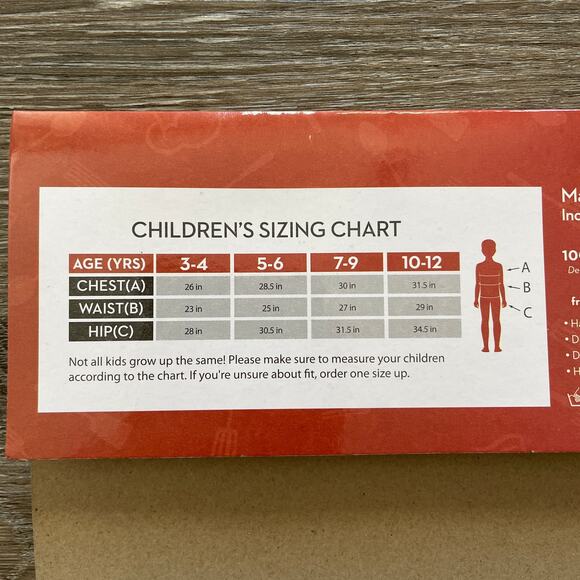 CHILDREN'S SIZING CHART
AGE (YRS) 3-4 5-6 7-9 10-12
CHEST(A) 26 in 28.5 in 30 in 31.5 in
WAIST(B) 23 in 25 in 27 in 29 in
HIP(C) 28 in 30.5 in 31.5 in 34.5 in
A
B
C
Not all kids grow up the same! Please make sure to measure your children
according to the chart. If you're unsure about fit, order one size up.